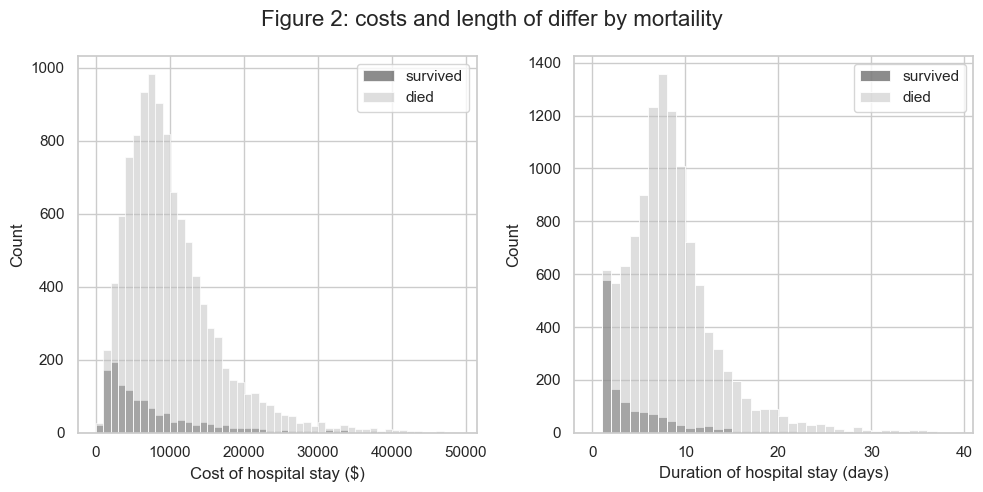 Figure 2: costs and length of differ by mortaility
survived
died
1000
800
600
400
200
0
Count
0
10000
20000
30000
40000
50000
Cost of hospital stay ($)
survived
died
1400
1200
1000
800
600
400
200
0
Count
0
10
20
30
40
Duration of hospital stay (days)